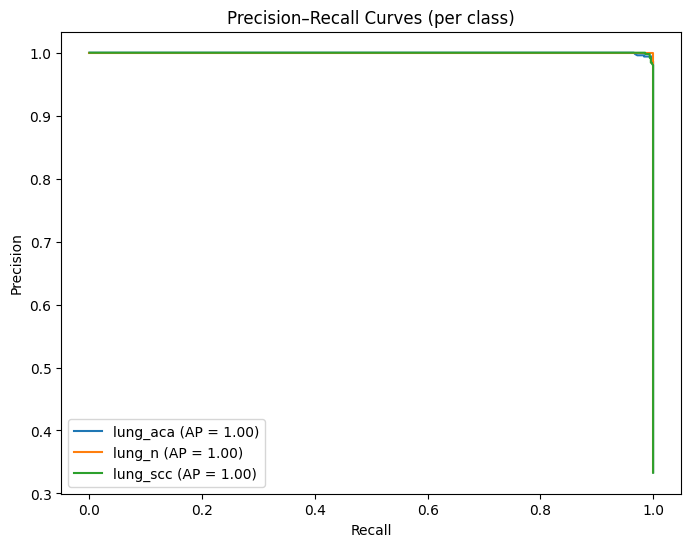 Precision–Recall Curves (per class)
1.0
0.9
0.8
0.7
0.6
0.5
0.4
0.3
Precision
lung_aca (AP = 1.00)
lung_n (AP = 1.00)
lung_scc (AP = 1.00)
0.0 0.2 0.4 0.6 0.8 1.0
Recall